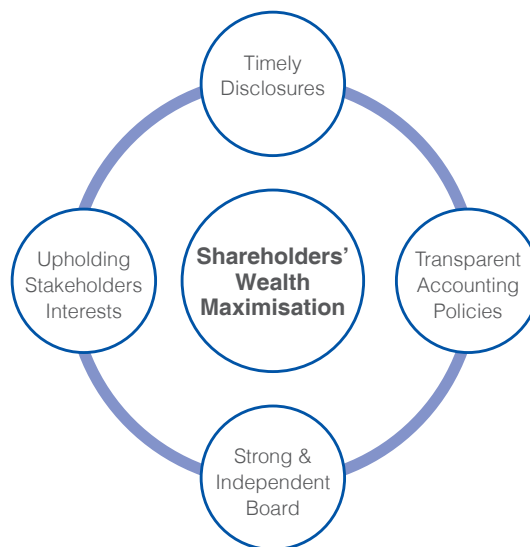 Timely
Disclosures
Upholding
Stakeholders
Interests
Shareholders’
Wealth
Maximisation
Transparent
Accounting
Policies
Strong &
Independent
Board